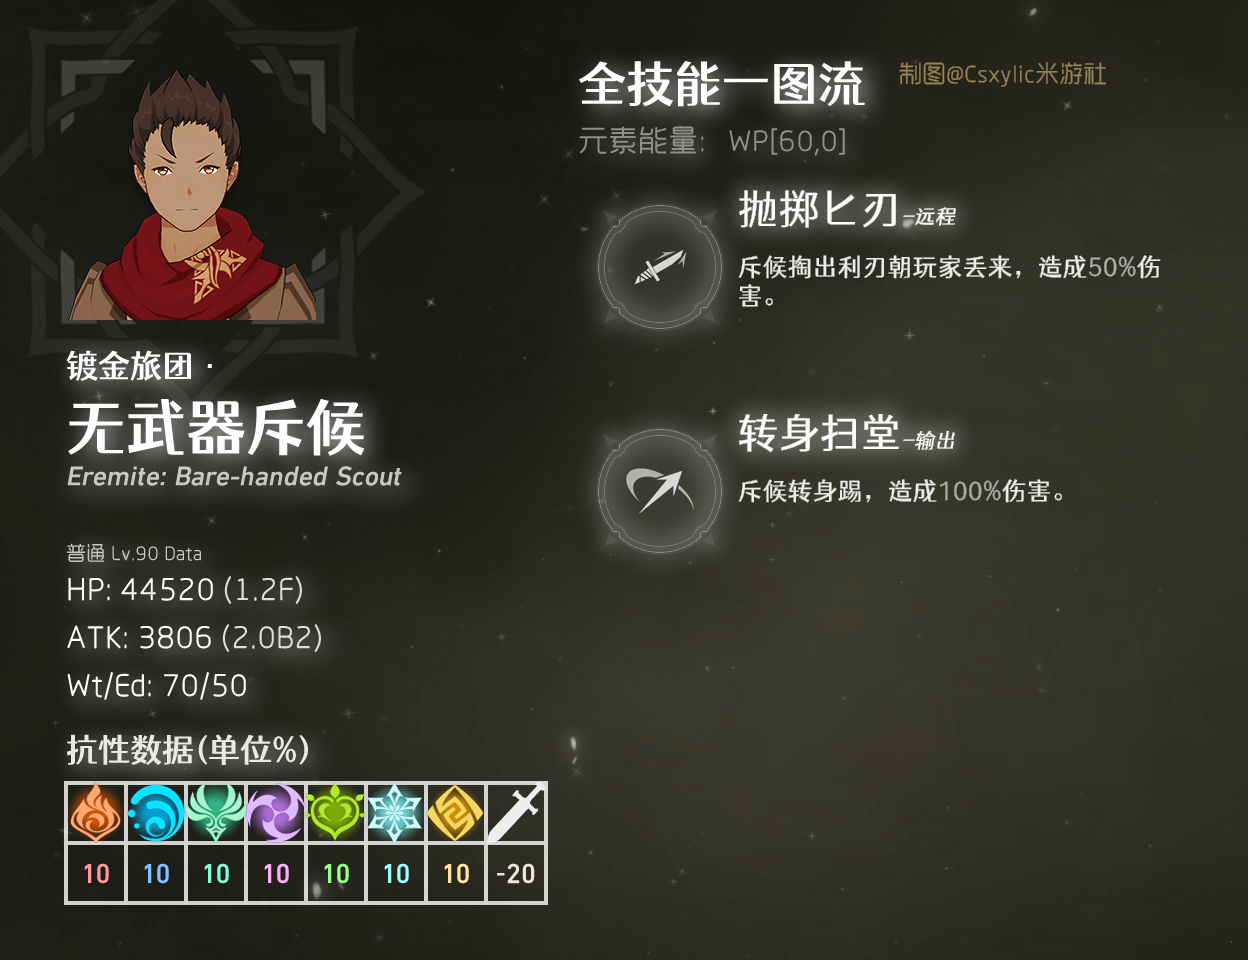 全技能一图流
制图@Csxylic米游社
元素能量: WP[60,0]
抛掷匕刃-远程
斥候掏出利刃朝玩家丢来，造成50%伤
害。
转身扫堂-输出
斥候转身踢，造成100%伤害。
镀金旅团 ·
无武器斥候
Eremite: Bare-handed Scout
普通 Lv.90 Data
HP: 44520 (1.2F)
ATK: 3806 (2.0B2)
Wt/Ed: 70/50
抗性数据(单位%)
10 10 10 10 10 10 10 -20